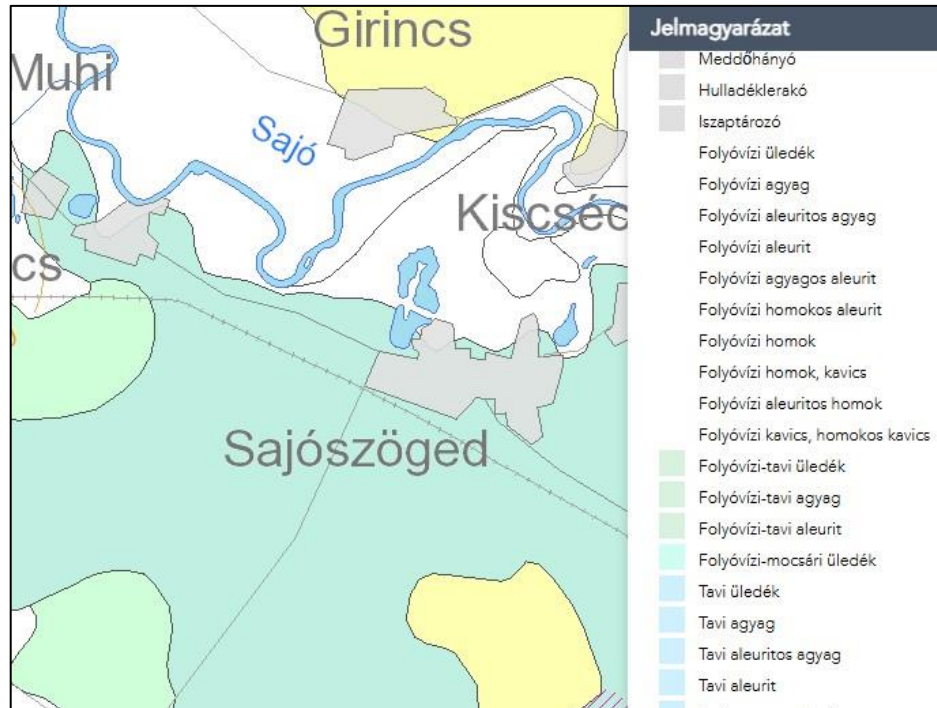 Girincs
Muhi
Sajó
Kiscséc
cs
Sajószöged
Jelmagyarázat
Meddőhányó
Hulladéklerakó
Iszaptározó
Folyóvízi üledék
Folyóvízi agyag
Folyóvízi aleuritos agyag
Folyóvízi aleurit
Folyóvízi agyagos aleurit
Folyóvízi homokos aleurit
Folyóvízi homok
Folyóvízi homok, kavics
Folyóvízi aleuritos homok
Folyóvízi kavics, homokos kavics
Folyóvízi-tavi üledék
Folyóvízi-tavi agyag
Folyóvízi-tavi aleurit
Folyóvízi-mocsári üledék
Tavi üledék
Tavi agyag
Tavi aleuritos agyag
Tavi aleurit